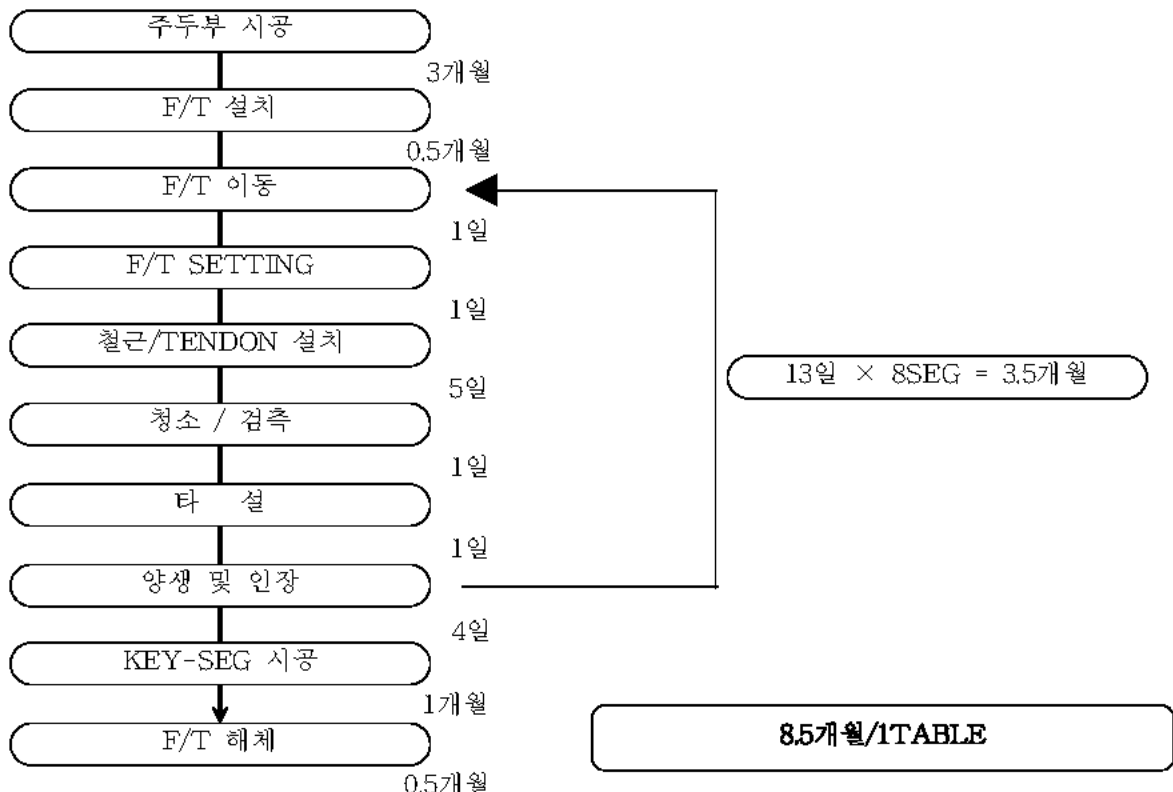 주두부 시공
3개월
F/T 설치
0.5개월
F/T 이동
1일
F/T SETTING
1일
철근/TENDON 설치
5일
13일 × 8SEG = 3.5개월
청소 / 검측
1일
타 설
1일
양생 및 인장
4일
KEY-SEG 시공
1개월
F/T 해체
8.5개월/1TABLE
0.5개월